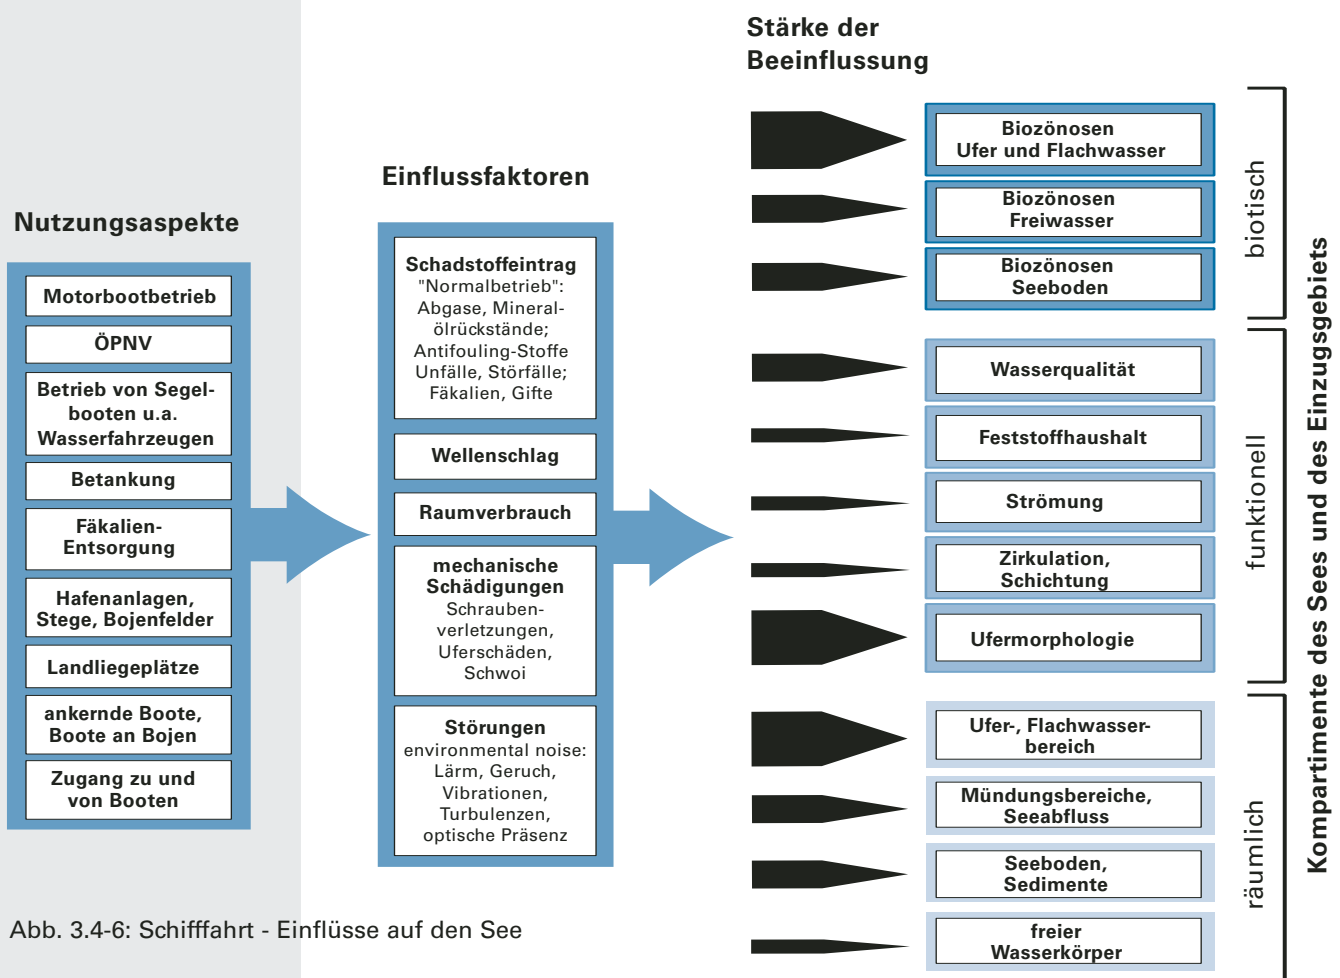 Nutzungsaspekte
Motorbootbetrieb
ÖPNV
Betrieb von Segel-
booten u.a.
Wasserfahrzeugen
Betankung
Fäkalien-
Entsorgung
Hafenanlagen,
Stege, Bojenfelder
Landliegeplätze
ankernde Boote,
Boote an Bojen
Zugang zu und
von Booten
Einflussfaktoren
Schadstoffeintrag
"Normalbetrieb":
Abgase, Mineral-
ölrückstände;
Antifouling-Stoffe
Unfälle, Störfälle;
Fäkalien, Gifte
Wellenschlag
Raumverbrauch
mechanische
Schädigungen
Schrauben-
verletzungen,
Uferschäden,
Schwoi
Störungen
environmental noise:
Lärm, Geruch,
Vibrationen,
Turbulenzen,
optische Präsenz
Stärke der
Beeinflussung
Biozönosen
Ufer und Flachwasser
Biozönosen
Freiwasser
Biozönosen
Seeboden
biotisch
Wasserqualität
Feststoffhaushalt
Strömung
Zirkulation,
Schichtung
Ufermorphologie
funktionell
Ufer-, Flachwasser-
bereich
Mündungsbereiche,
Seeabfluss
Seeboden,
Sedimente
freier
Wasserkörper
räumlich
Kompartimente des Sees und des Einzugsgebiets
Abb. 3.4-6: Schifffahrt - Einflüsse auf den See